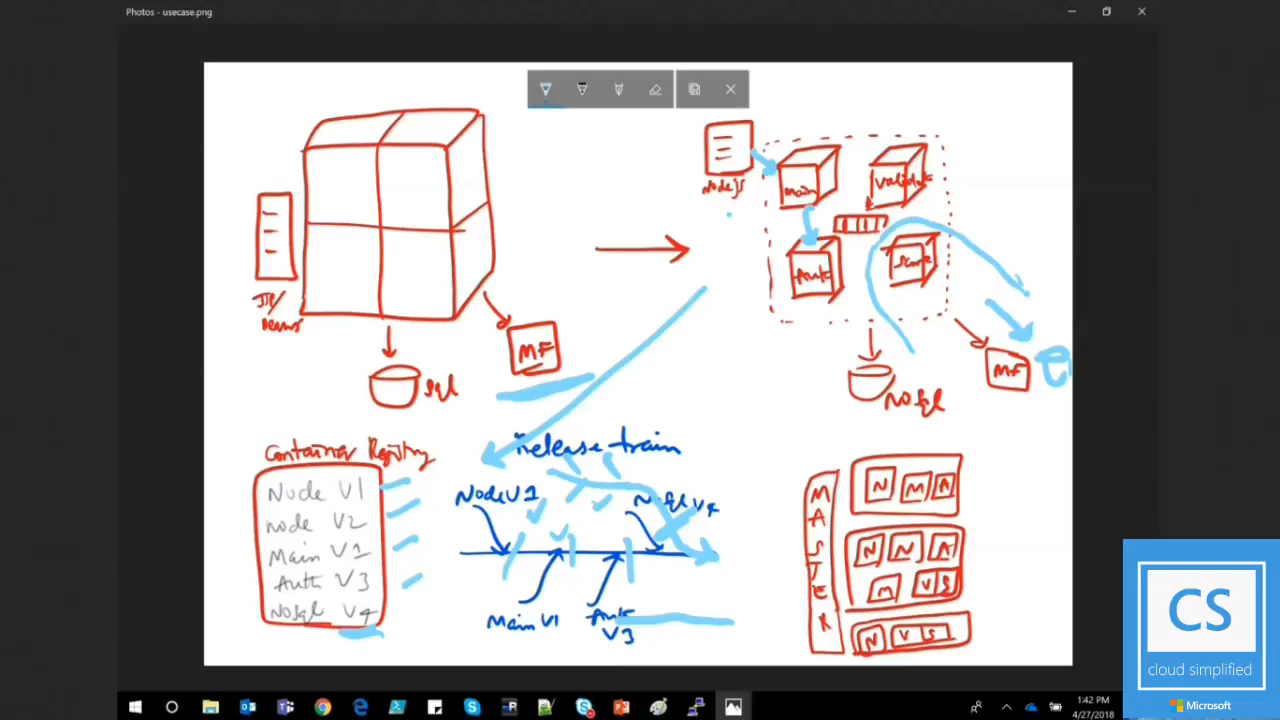 Photos - usecase.png
NodeJS
main
Validate
Auth
Score
JSP/
Beans
MF
Sql
MF
NoSql
Container Registry
Node V1
node V2
Main V1
Auth V3
NoSql V4
Release train
Node V1
Main V1
Auth
V3
MASTER
N M A
N N A
M V S
N V S
CS
cloud simplified
Microsoft
1:42 PM
4/27/2018